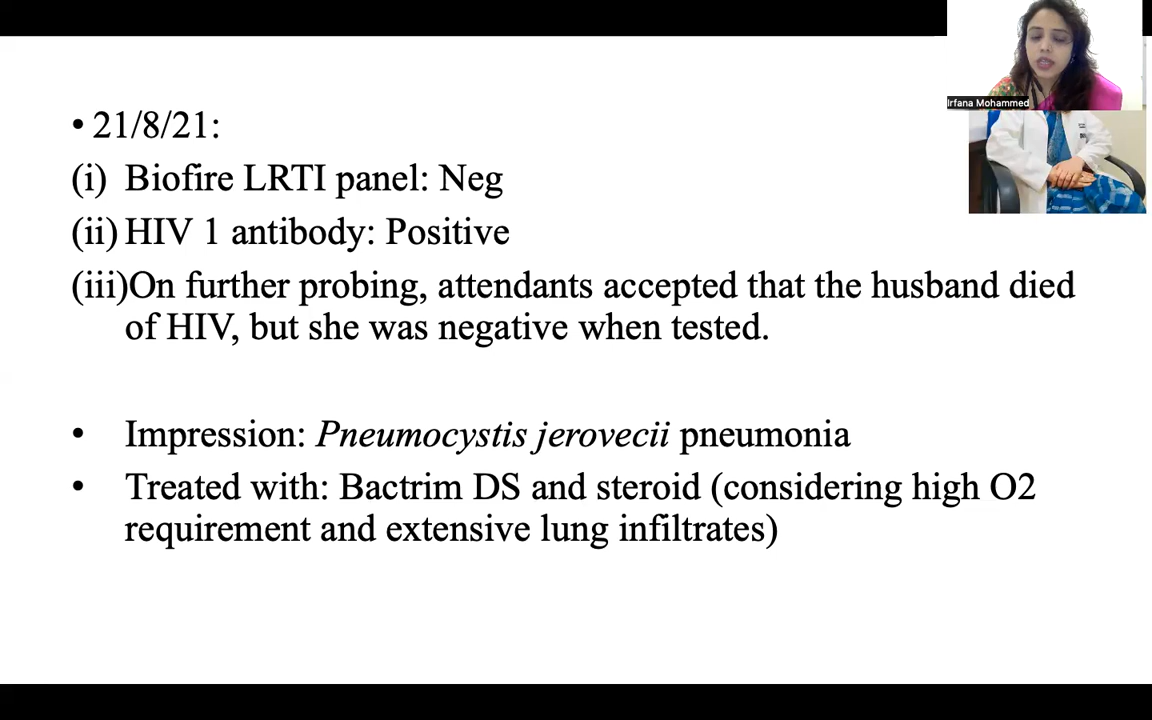 Irfana Mohammed
• 21/8/21:
(i) Biofire LRTI panel: Neg
(ii) HIV 1 antibody: Positive
(iii)On further probing, attendants accepted that the husband died
of HIV, but she was negative when tested.
• Impression: Pneumocystis jerovecii pneumonia
• Treated with: Bactrim DS and steroid (considering high O2
requirement and extensive lung infiltrates)